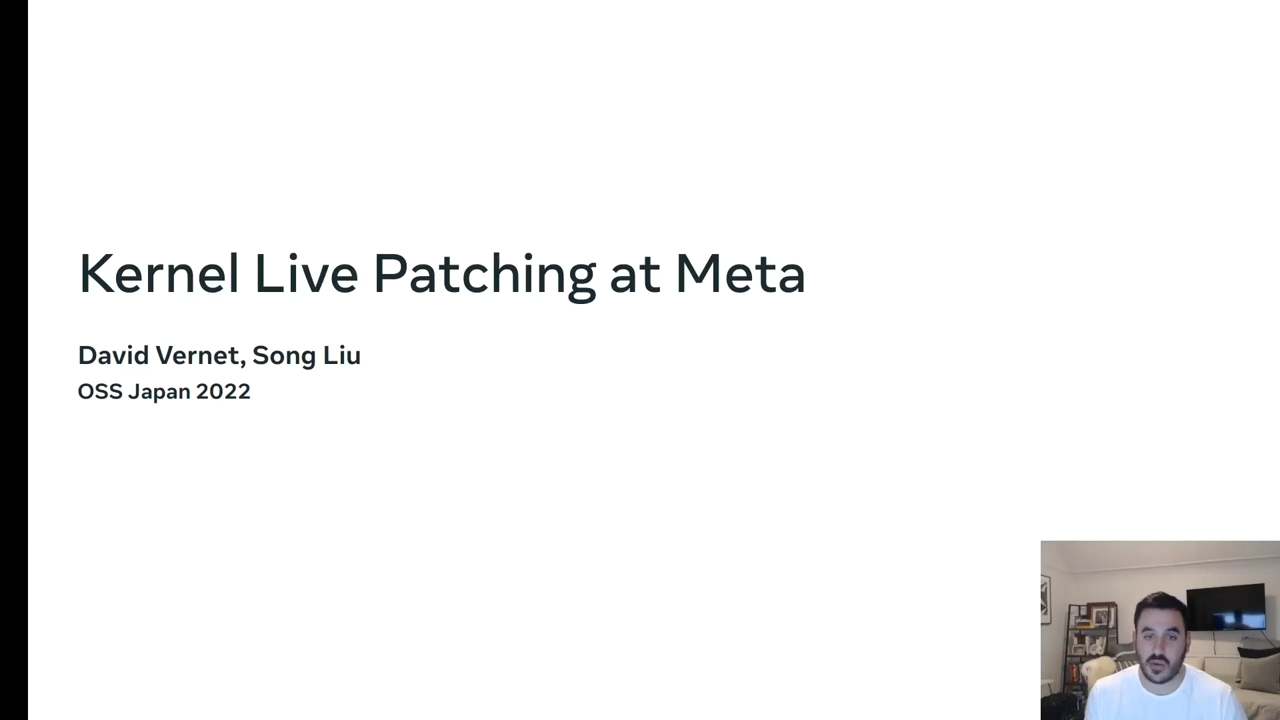 Kernel Live Patching at Meta
David Vernet, Song Liu
OSS Japan 2022